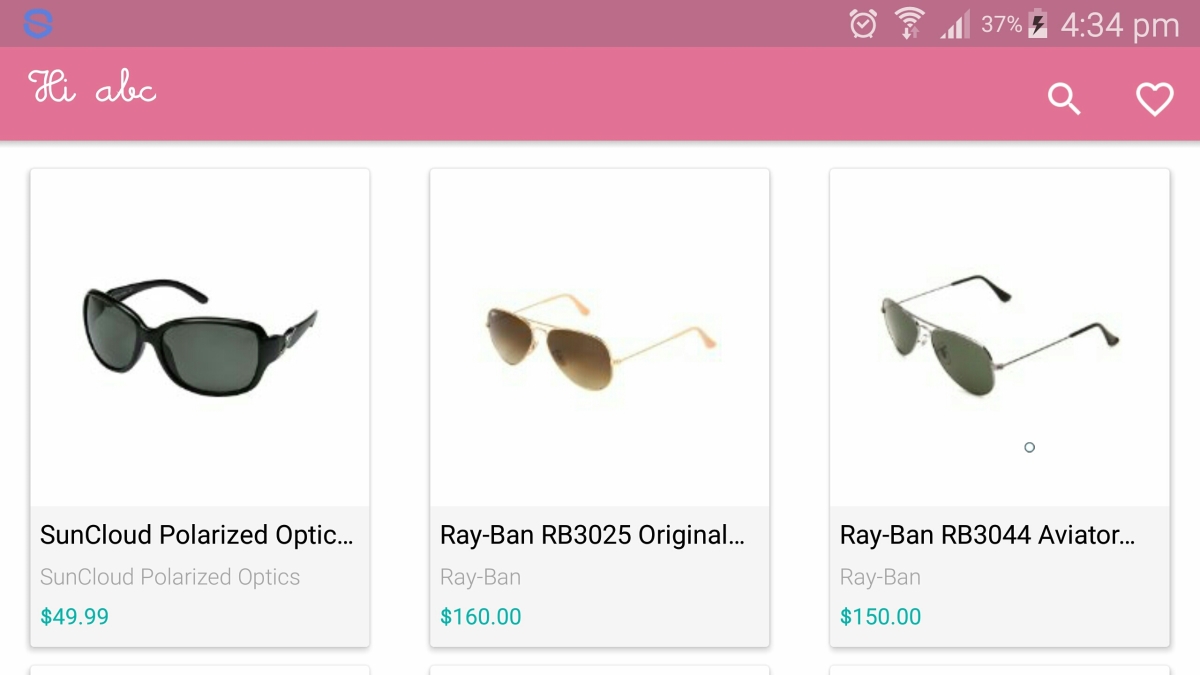 37% 4:34 pm
Hi abc
SunCloud Polarized Optic...
SunCloud Polarized Optics
$49.99
Ray-Ban RB3025 Original...
Ray-Ban
$160.00
Ray-Ban RB3044 Aviator...
Ray-Ban
$150.00